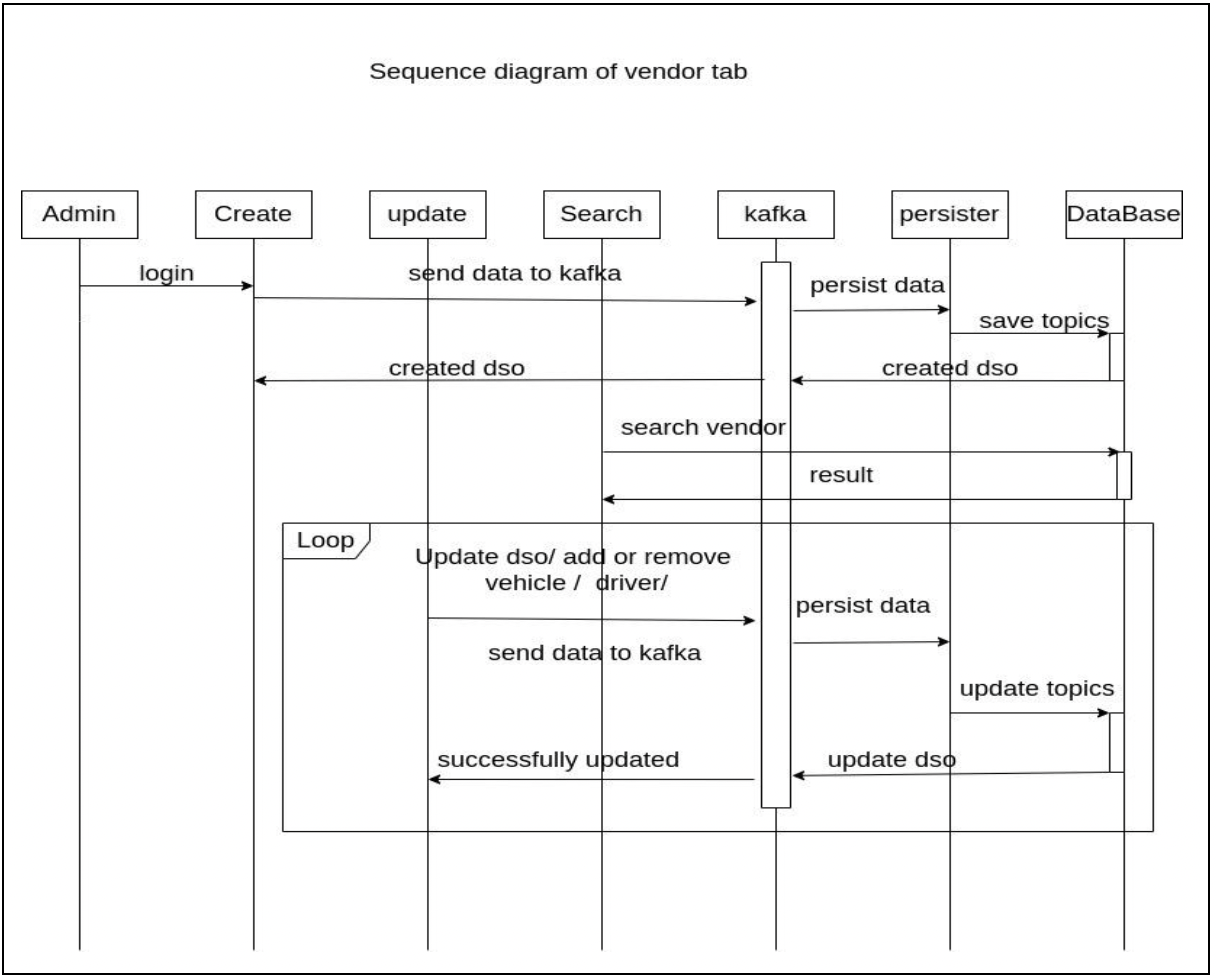 Sequence diagram of vendor tab
Admin
Create
update
Search
kafka
persister
DataBase
login
send data to kafka
persist data
save topics
created dso
created dso
search vendor
result
Loop
Update dso/ add or remove
vehicle /  driver/
persist data
send data to kafka
update topics
successfully updated
update dso